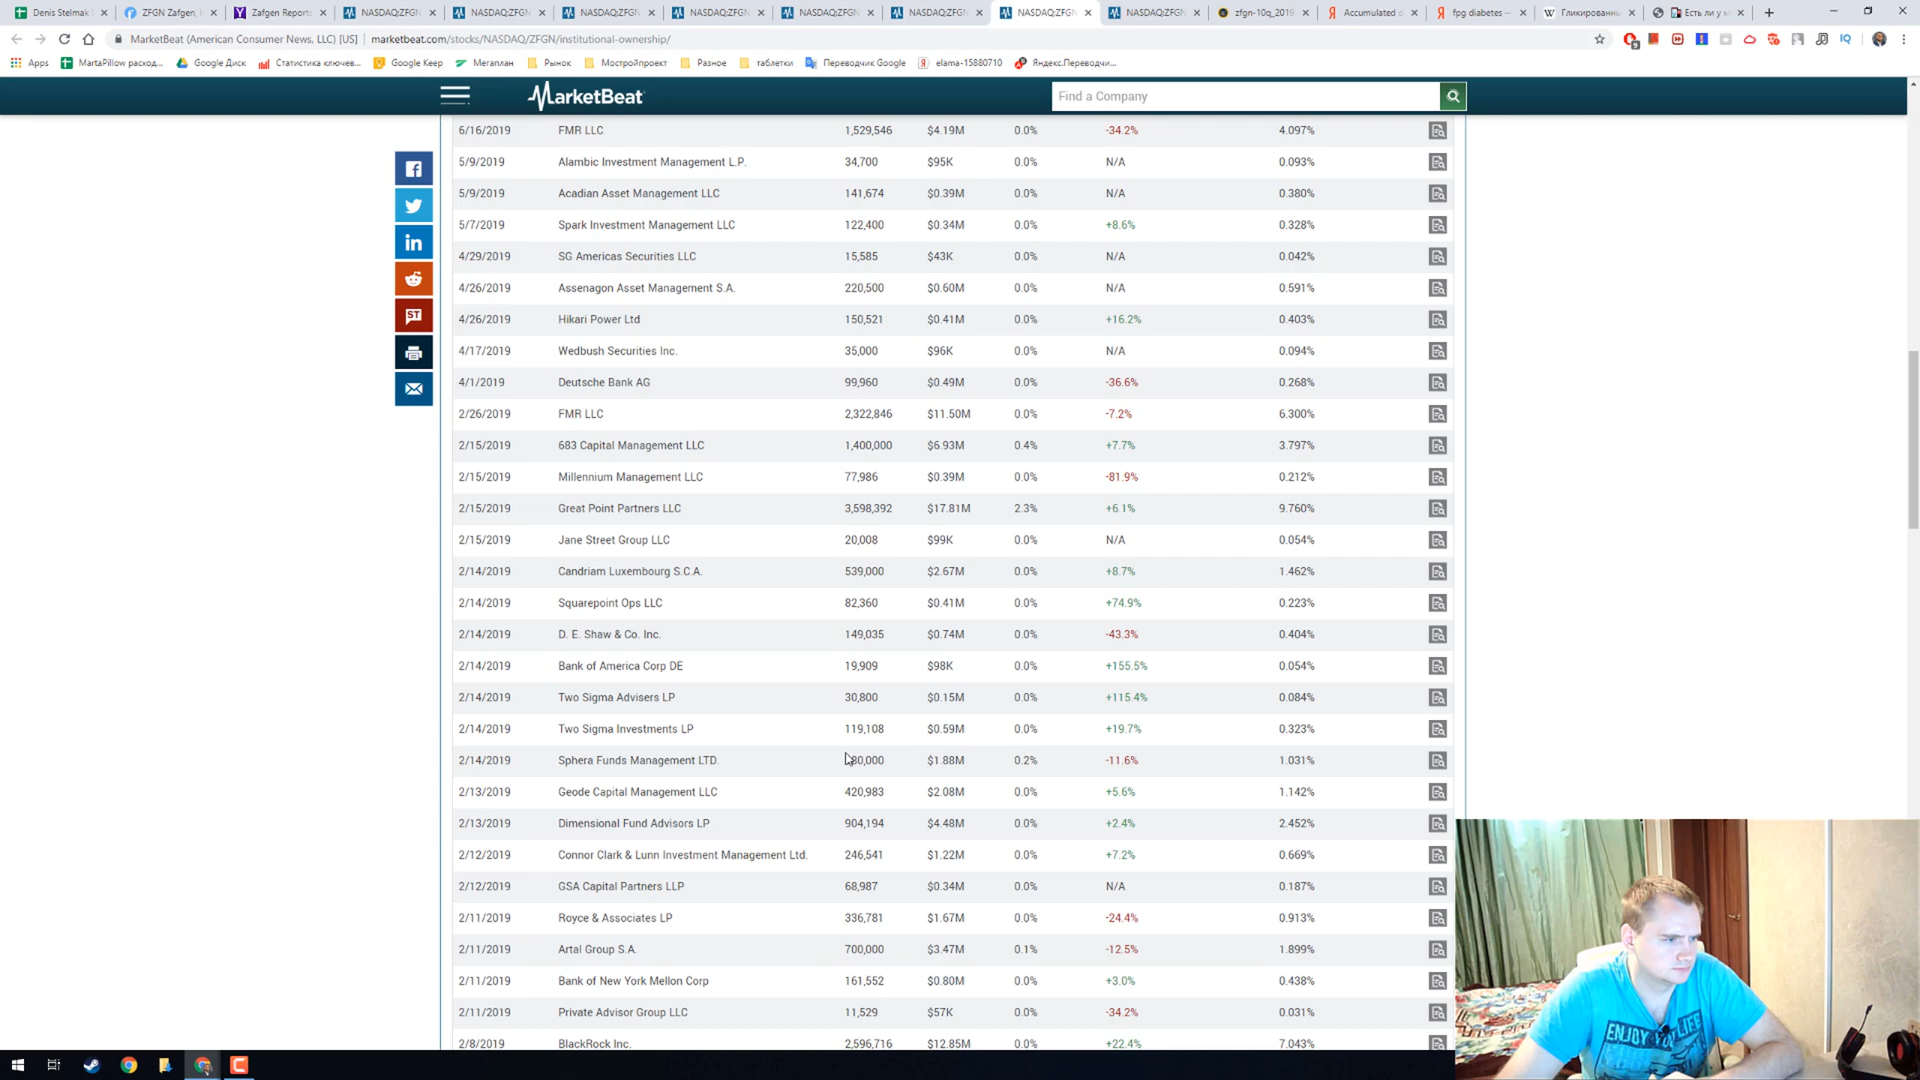 Denis Stelmak
ZFGN Zafgen,
Zafgen Reports
NASDAQ:ZFGN
NASDAQ:ZFGN
NASDAQ:ZFGN
NASDAQ:ZFGN
NASDAQ:ZFGN
NASDAQ:ZFGN
NASDAQ:ZFGN
NASDAQ:ZFGN
zfgn-10q_2019
Accumulated
fpg diabetes —
Гликированн
Есть ли у м
MarketBeat (American Consumer News, LLC) [US] | marketbeat.com/stocks/NASDAQ/ZFGN/institutional-ownership/
Apps MartaPillow расход... Google Диск Статистика ключев... Google Keep Мегаплан Рынок Мостройпроект Разное таблетки Переводчик Google elama-15880710 Яндекс.Переводчи...
MarketBeat Find a Company
6/16/2019 FMR LLC 1,529,546 $4.19M 0.0% -34.2% 4.097%
5/9/2019 Alambic Investment Management L.P. 34,700 $95K 0.0% N/A 0.093%
5/9/2019 Acadian Asset Management LLC 141,674 $0.39M 0.0% N/A 0.380%
5/7/2019 Spark Investment Management LLC 122,400 $0.34M 0.0% +8.6% 0.328%
4/29/2019 SG Americas Securities LLC 15,585 $43K 0.0% N/A 0.042%
4/26/2019 Assenagon Asset Management S.A. 220,500 $0.60M 0.0% N/A 0.591%
4/26/2019 Hikari Power Ltd 150,521 $0.41M 0.0% +16.2% 0.403%
4/17/2019 Wedbush Securities Inc. 35,000 $96K 0.0% N/A 0.094%
4/1/2019 Deutsche Bank AG 99,960 $0.49M 0.0% -36.6% 0.268%
2/26/2019 FMR LLC 2,322,846 $11.50M 0.0% -7.2% 6.300%
2/15/2019 683 Capital Management LLC 1,400,000 $6.93M 0.4% +7.7% 3.797%
2/15/2019 Millennium Management LLC 77,986 $0.39M 0.0% -81.9% 0.212%
2/15/2019 Great Point Partners LLC 3,598,392 $17.81M 2.3% +6.1% 9.760%
2/15/2019 Jane Street Group LLC 20,008 $99K 0.0% N/A 0.054%
2/14/2019 Candriam Luxembourg S.C.A. 539,000 $2.67M 0.0% +8.7% 1.462%
2/14/2019 Squarepoint Ops LLC 82,360 $0.41M 0.0% +74.9% 0.223%
2/14/2019 D. E. Shaw & Co. Inc. 149,035 $0.74M 0.0% -43.3% 0.404%
2/14/2019 Bank of America Corp DE 19,909 $98K 0.0% +155.5% 0.054%
2/14/2019 Two Sigma Advisers LP 30,800 $0.15M 0.0% +115.4% 0.084%
2/14/2019 Two Sigma Investments LP 119,108 $0.59M 0.0% +19.7% 0.323%
2/14/2019 Sphera Funds Management LTD. 80,000 $1.88M 0.2% -11.6% 1.031%
2/13/2019 Geode Capital Management LLC 420,983 $2.08M 0.0% +5.6% 1.142%
2/13/2019 Dimensional Fund Advisors LP 904,194 $4.48M 0.0% +2.4% 2.452%
2/12/2019 Connor Clark & Lunn Investment Management Ltd. 246,541 $1.22M 0.0% +7.2% 0.669%
2/12/2019 GSA Capital Partners LLP 68,987 $0.34M 0.0% N/A 0.187%
2/11/2019 Royce & Associates LP 336,781 $1.67M 0.0% -24.4% 0.913%
2/11/2019 Artal Group S.A. 700,000 $3.47M 0.1% -12.5% 1.899%
2/11/2019 Bank of New York Mellon Corp 161,552 $0.80M 0.0% +3.0% 0.438%
2/11/2019 Private Advisor Group LLC 11,529 $57K 0.0% -34.2% 0.031%
2/8/2019 BlackRock Inc. 2,596,716 $12.85M 0.0% +22.4% 7.043%
ST
ENJOY
LIFE